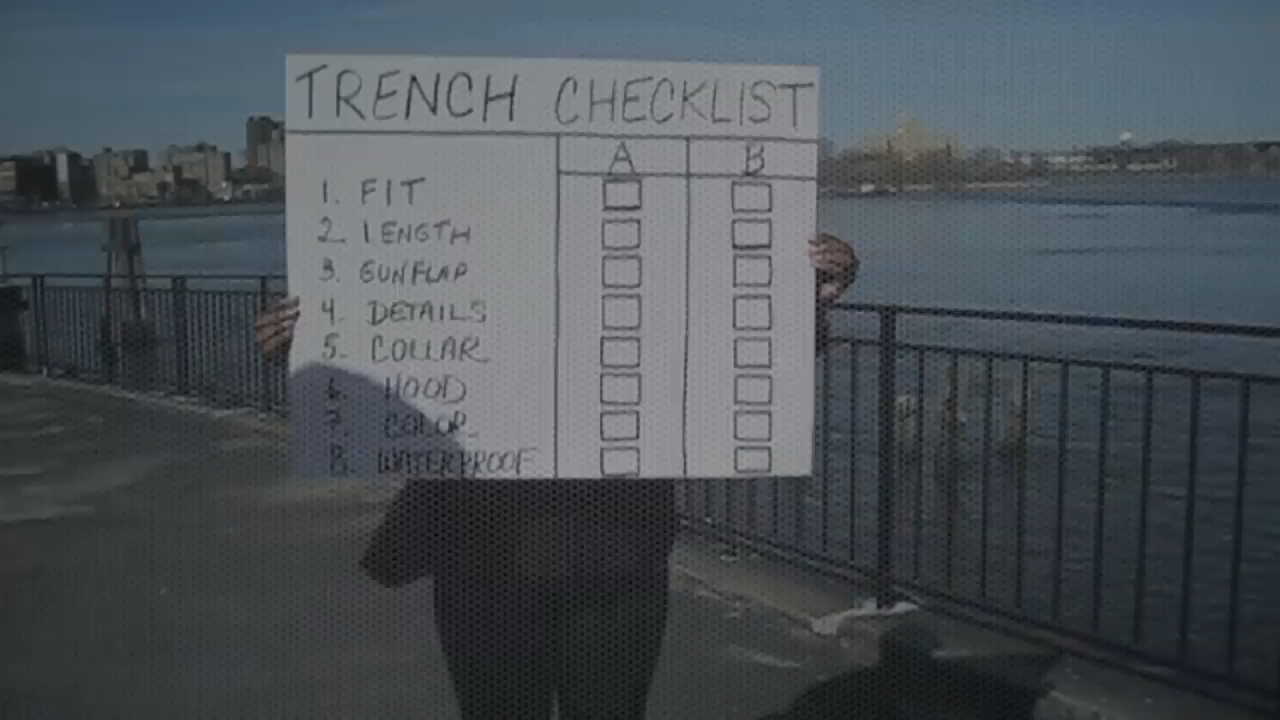 TRENCH CHECKLIST
A B
1. FIT
2. LENGTH
3. GUNFLAP
4. DETAILS
5. COLLAR
6. HOOD
7. COLOR
8. WATERPROOF